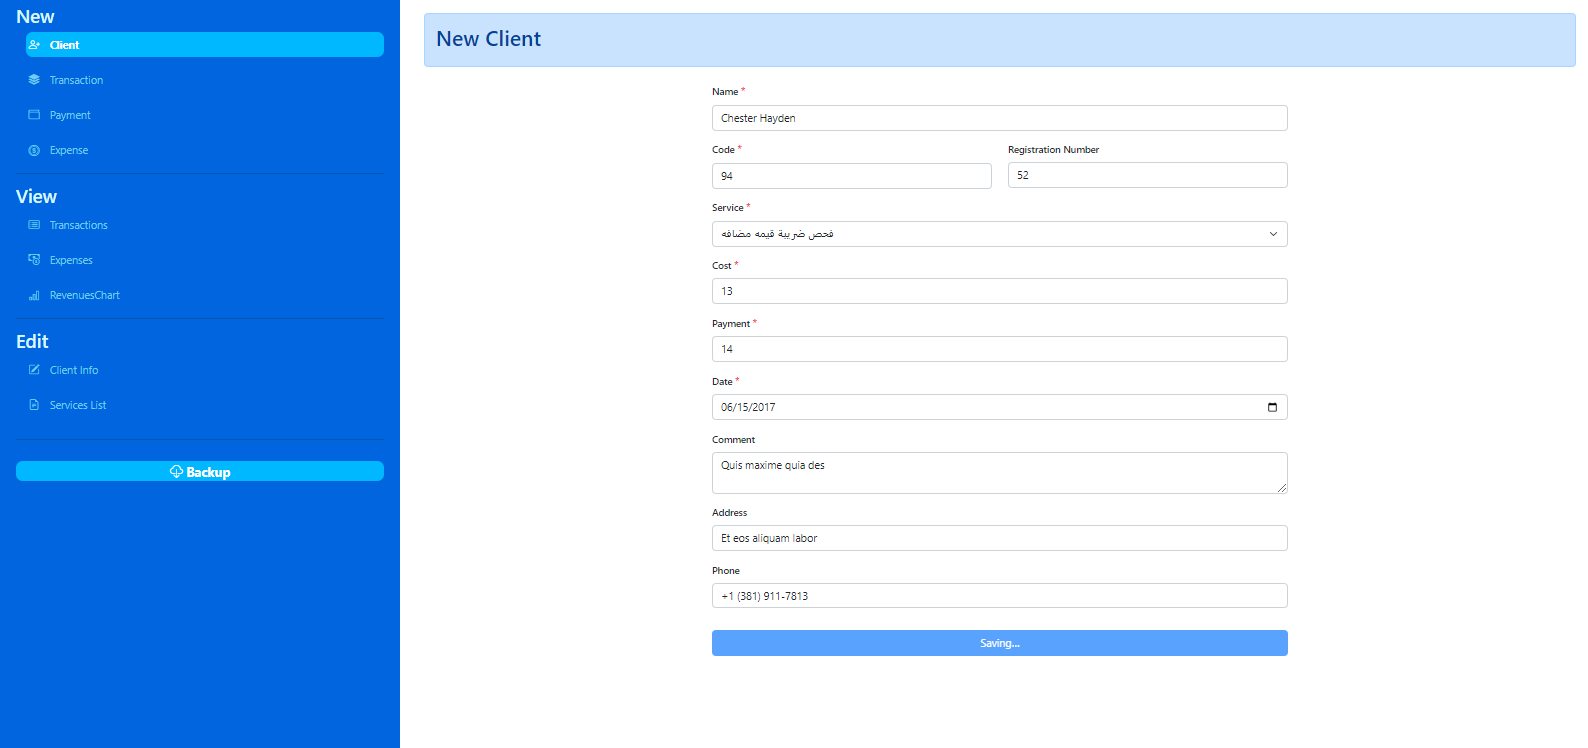 New
Client
Transaction
Payment
Expense
View
Transactions
Expenses
RevenuesChart
Edit
Client Info
Services List
Backup
New Client
Name *
Chester Hayden
Code * Registration Number
94 52
Service *
فحص ضريبة قيمه مضافه
Cost *
13
Payment *
14
Date *
06/15/2017
Comment
Quis maxime quia des
Address
Et eos aliquam labor
Phone
+1 (381) 911-7813
Saving...